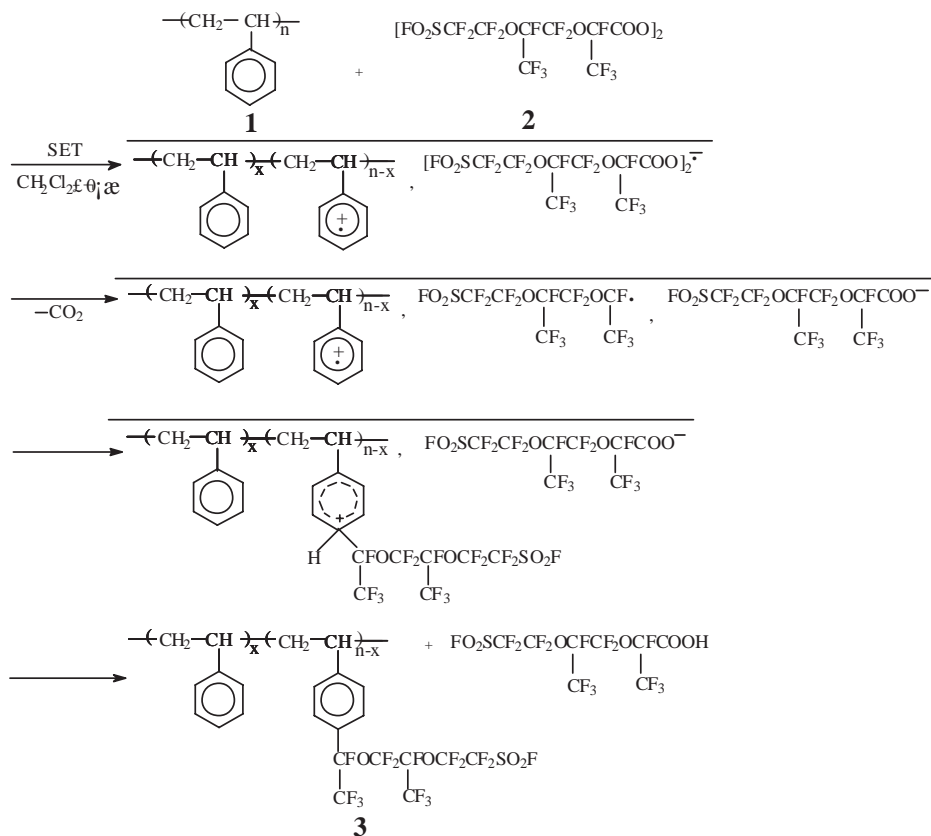 —(CH₂—CH)n— + [FO₂SCF₂CF₂OCFCF₂OCFCOO]₂
CF₃ CF₃
1 2
SET
CH₂Cl₂£¬0¡æ
—(CH₂—CH)x(CH₂—CH)n-x— , [FO₂SCF₂CF₂OCFCF₂OCFCOO]₂•−
CF₃ CF₃
+•
−CO₂
—(CH₂—CH)x(CH₂—CH)n-x— , FO₂SCF₂CF₂OCFCF₂OCF• , FO₂SCF₂CF₂OCFCF₂OCFCOO−
CF₃ CF₃ CF₃ CF₃
+•
—(CH₂—CH)x(CH₂—CH)n-x— , FO₂SCF₂CF₂OCFCF₂OCFCOO−
CF₃ CF₃
+
H CFOCF₂CFOCF₂CF₂SO₂F
CF₃ CF₃
—(CH₂—CH)x(CH₂—CH)n-x— + FO₂SCF₂CF₂OCFCF₂OCFCOOH
CF₃ CF₃
CFOCF₂CFOCF₂CF₂SO₂F
CF₃ CF₃
3